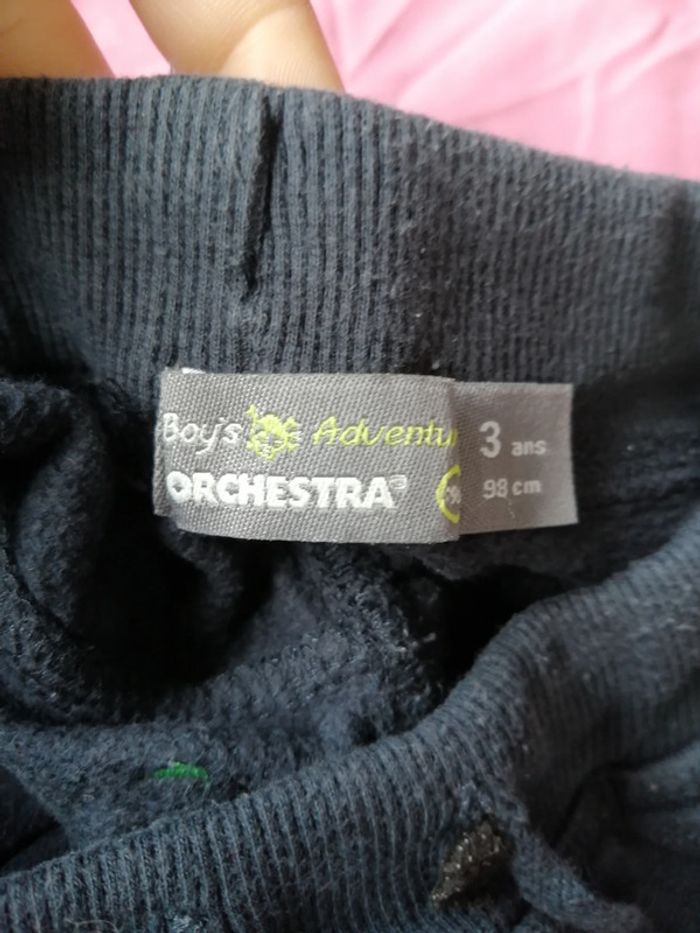 Boy's Adventu
ORCHESTRA
3 ans
98 cm